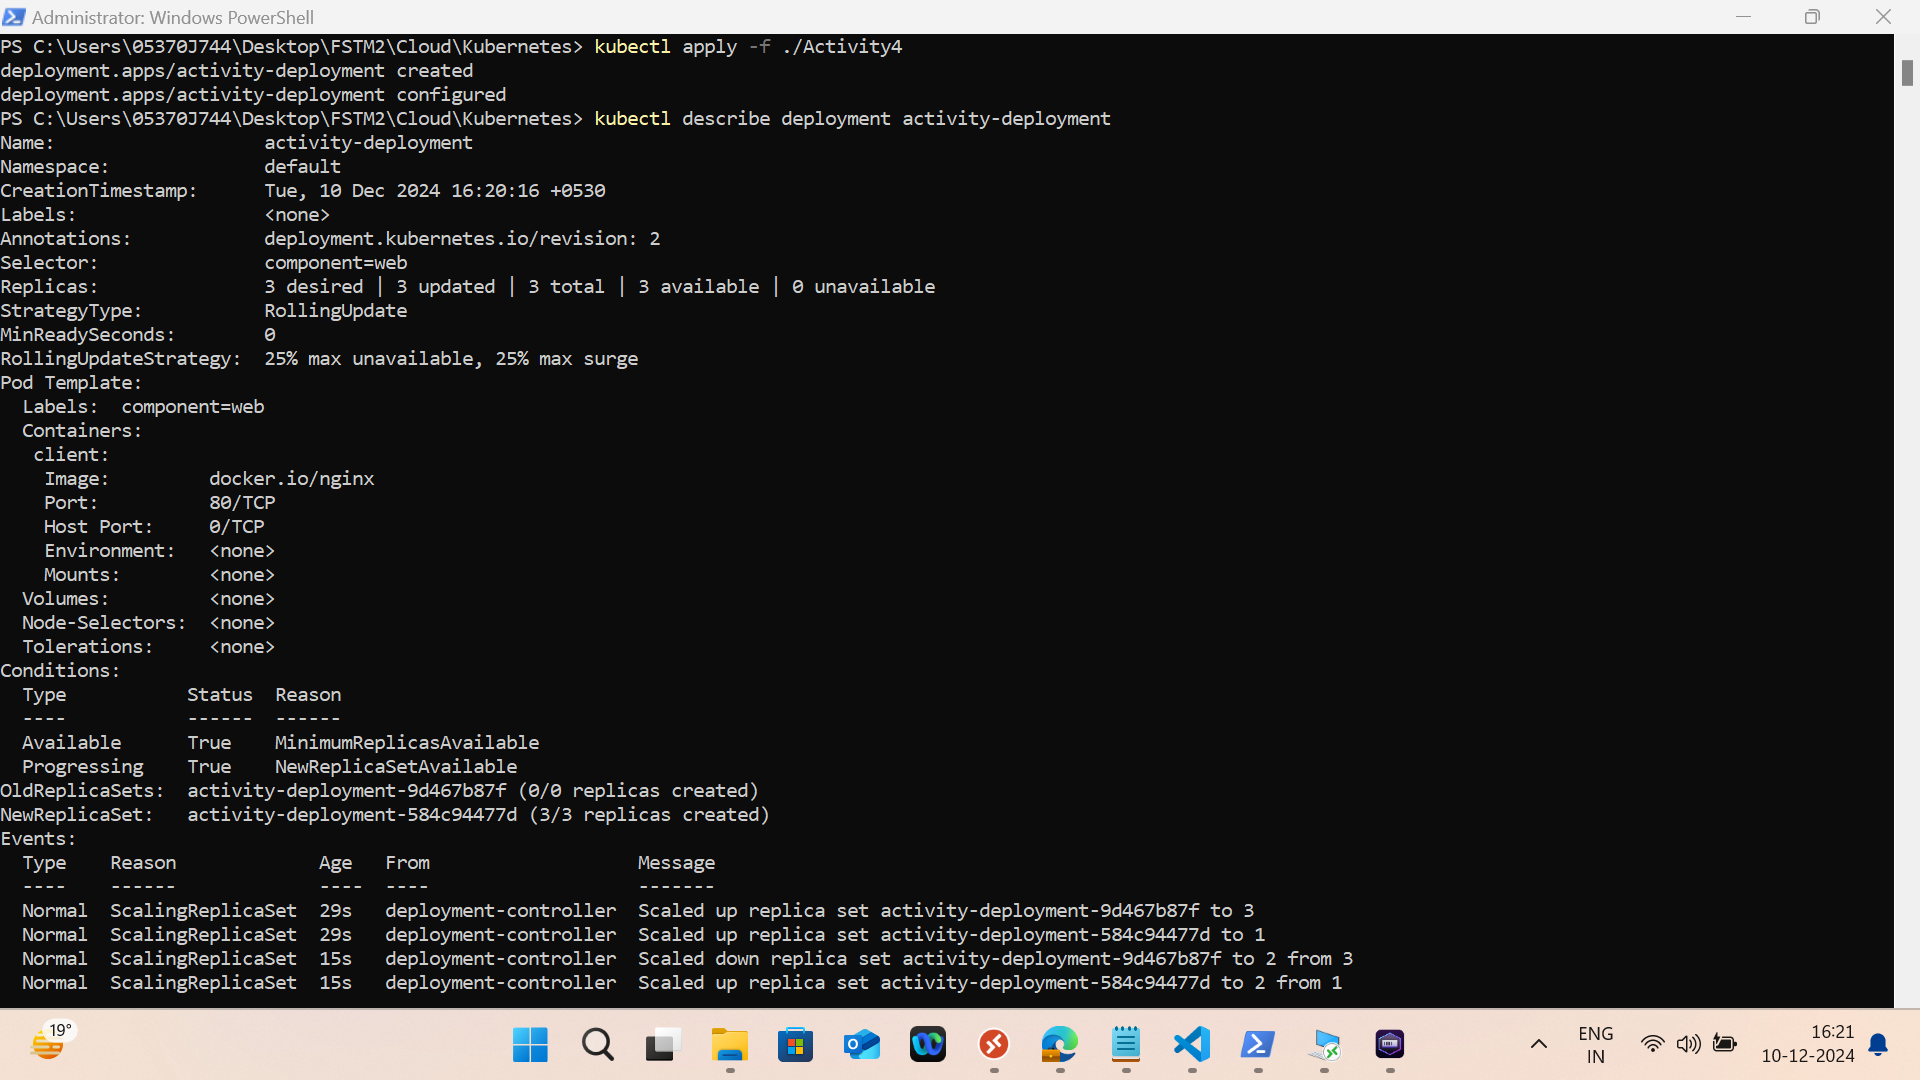 Administrator: Windows PowerShell
PS C:\Users\05370J744\Desktop\FSTM2\Cloud\Kubernetes> kubectl apply -f ./Activity4
deployment.apps/activity-deployment created
deployment.apps/activity-deployment configured
PS C:\Users\05370J744\Desktop\FSTM2\Cloud\Kubernetes> kubectl describe deployment activity-deployment
Name:                   activity-deployment
Namespace:              default
CreationTimestamp:      Tue, 10 Dec 2024 16:20:16 +0530
Labels:                 <none>
Annotations:            deployment.kubernetes.io/revision: 2
Selector:               component=web
Replicas:               3 desired | 3 updated | 3 total | 3 available | 0 unavailable
StrategyType:           RollingUpdate
MinReadySeconds:        0
RollingUpdateStrategy:  25% max unavailable, 25% max surge
Pod Template:
  Labels:  component=web
  Containers:
   client:
    Image:         docker.io/nginx
    Port:          80/TCP
    Host Port:     0/TCP
    Environment:   <none>
    Mounts:        <none>
  Volumes:         <none>
  Node-Selectors:  <none>
  Tolerations:     <none>
Conditions:
  Type           Status  Reason
  ----           ------  ------
  Available      True    MinimumReplicasAvailable
  Progressing    True    NewReplicaSetAvailable
OldReplicaSets:  activity-deployment-9d467b87f (0/0 replicas created)
NewReplicaSet:   activity-deployment-584c94477d (3/3 replicas created)
Events:
  Type    Reason             Age   From                   Message
  ----    ------             ----  ----                   -------
  Normal  ScalingReplicaSet  29s   deployment-controller  Scaled up replica set activity-deployment-9d467b87f to 3
  Normal  ScalingReplicaSet  29s   deployment-controller  Scaled up replica set activity-deployment-584c94477d to 1
  Normal  ScalingReplicaSet  15s   deployment-controller  Scaled down replica set activity-deployment-9d467b87f to 2 from 3
  Normal  ScalingReplicaSet  15s   deployment-controller  Scaled up replica set activity-deployment-584c94477d to 2 from 1
19°
ENG
IN
16:21
10-12-2024